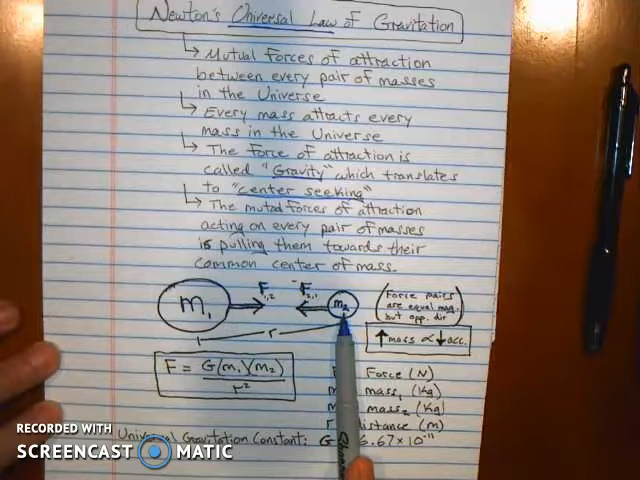 Newton's Universal Law of Gravitation
↳ Mutual Forces of attraction
between every pair of masses
in the Universe
↳ Every mass attracts every
mass in the Universe
↳ The force of attraction is
called "Gravity" which translates
to "center seeking"
↳ The mutual forces of attraction
acting on every pair of masses
is pulling them towards their
common center of mass.
m₁ F₁,₂ -F₂,₁ m₂ (Force pairs
are equal mag.
but opp. dir)
r
↑mass ∝ ↓acc.
F = G(m₁)(m₂)
r²
Force (N)
mass₁ (Kg)
mass₂ (Kg)
r distance (m)
Universal Gravitation Constant: G 6.67 × 10⁻¹¹
RECORDED WITH
SCREENCAST MATIC